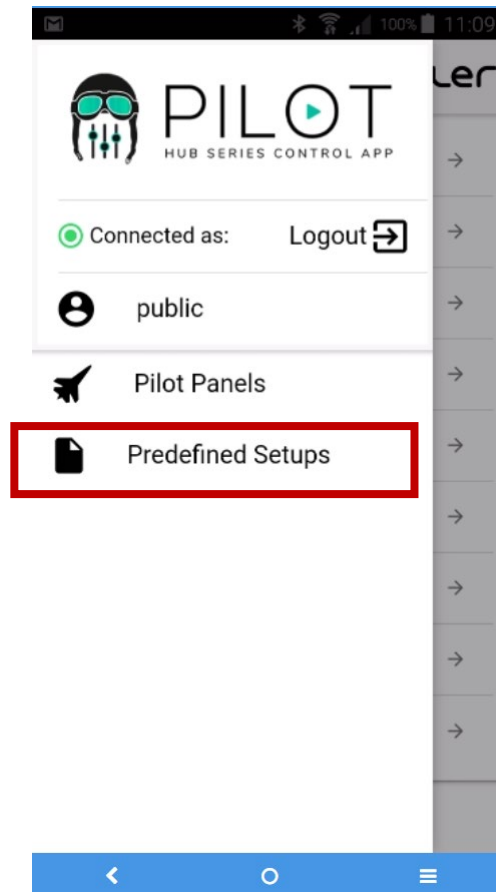 100% 11:09
PILOT
HUB SERIES CONTROL APP
Connected as: Logout
public
Pilot Panels
Predefined Setups